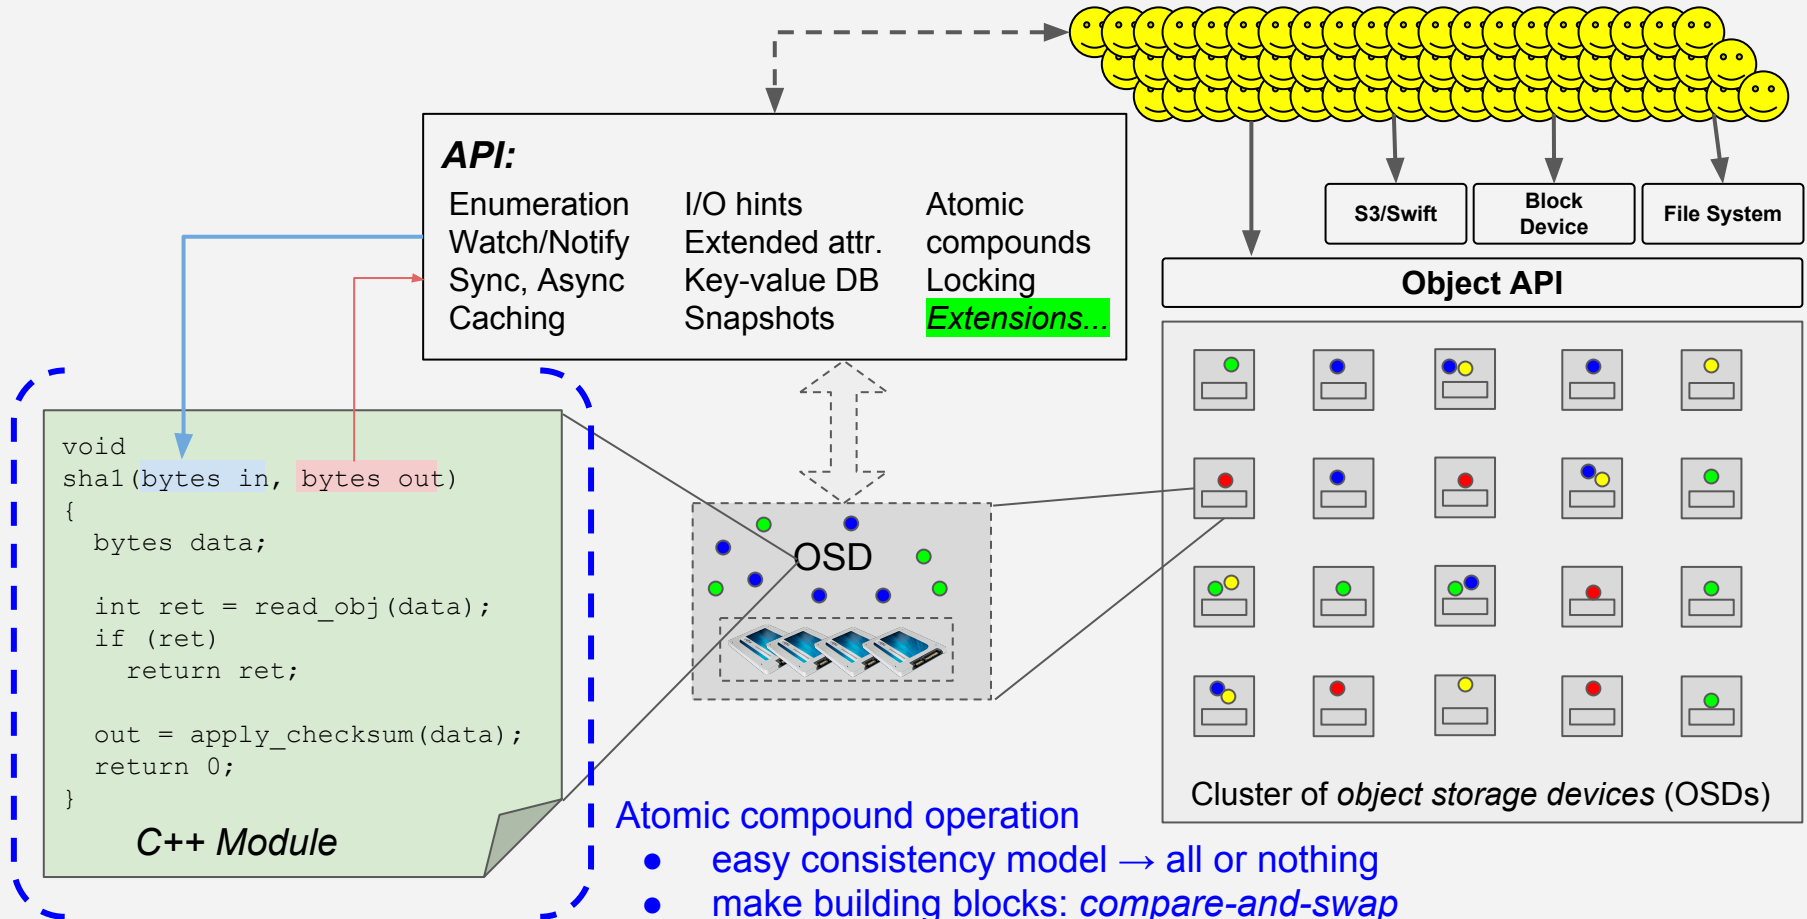 API:
Enumeration
Watch/Notify
Sync, Async
Caching
I/O hints
Extended attr.
Key-value DB
Snapshots
Atomic
compounds
Locking
Extensions...
S3/Swift
Block
Device
File System
Object API
void
sha1(bytes in, bytes out)
{
bytes data;
int ret = read_obj(data);
if (ret)
return ret;
out = apply_checksum(data);
return 0;
}
C++ Module
OSD
Cluster of object storage devices (OSDs)
Atomic compound operation
● easy consistency model → all or nothing
● make building blocks: compare-and-swap